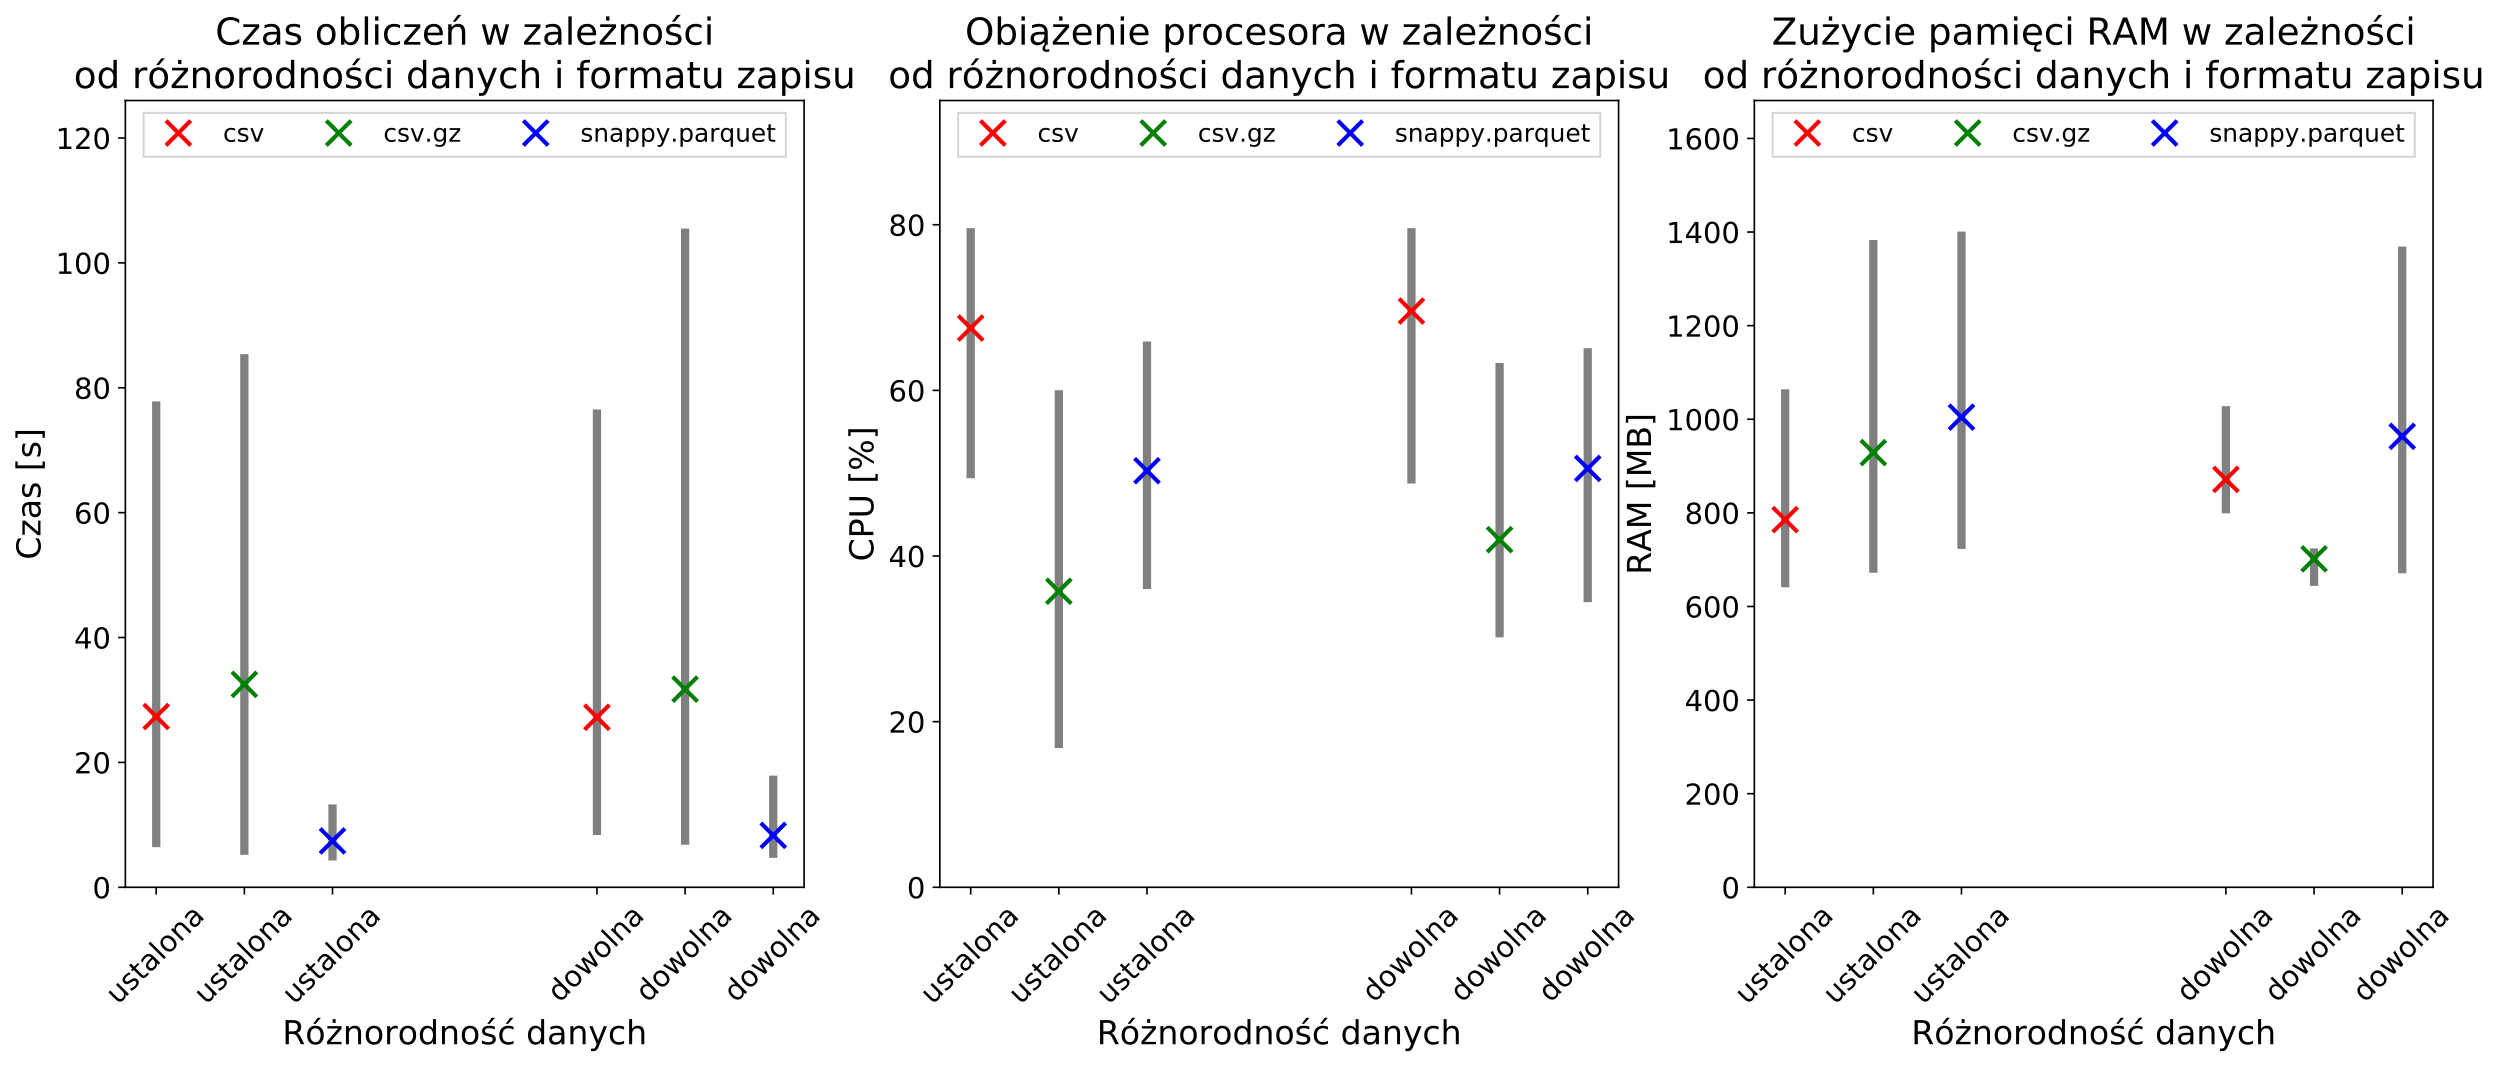 Czas obliczeń w zależności
od różnorodności danych i formatu zapisu
csv
csv.gz
snappy.parquet
120
100
80
60
40
20
0
Czas [s]
ustalona
ustalona
ustalona
dowolna
dowolna
dowolna
Różnorodność danych
Obiążenie procesora w zależności
od różnorodności danych i formatu zapisu
csv
csv.gz
snappy.parquet
80
60
40
20
0
CPU [%]
ustalona
ustalona
ustalona
dowolna
dowolna
dowolna
Różnorodność danych
Zużycie pamięci RAM w zależności
od różnorodności danych i formatu zapisu
csv
csv.gz
snappy.parquet
1600
1400
1200
1000
800
600
400
200
0
RAM [MB]
ustalona
ustalona
ustalona
dowolna
dowolna
dowolna
Różnorodność danych